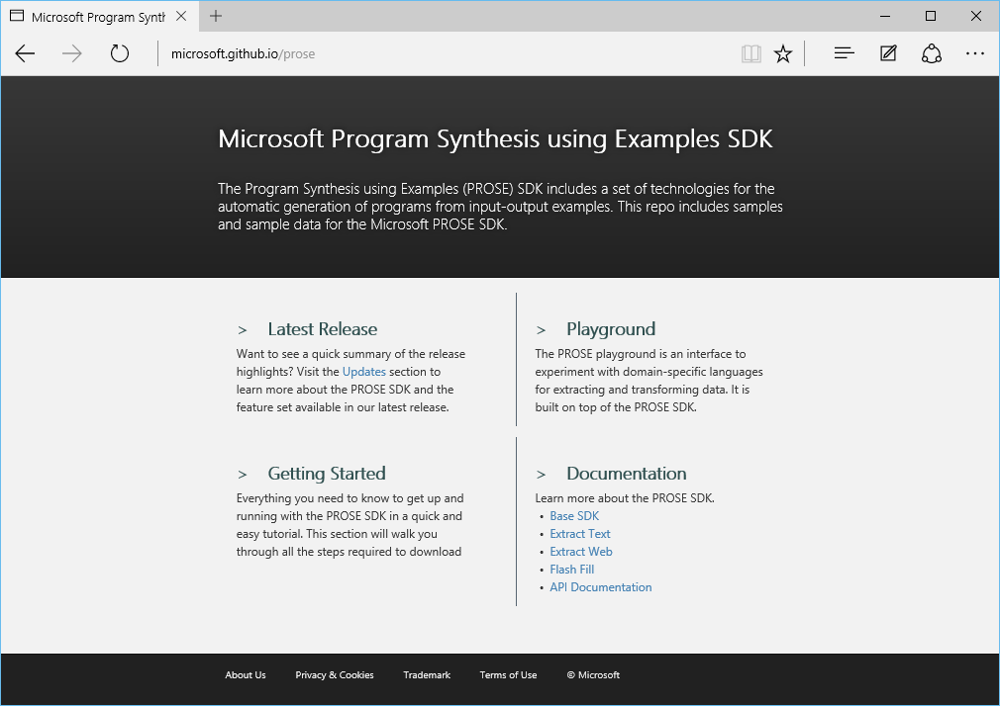 Microsoft Program Synth
microsoft.github.io/prose
Microsoft Program Synthesis using Examples SDK
The Program Synthesis using Examples (PROSE) SDK includes a set of technologies for the
automatic generation of programs from input-output examples. This repo includes samples
and sample data for the Microsoft PROSE SDK.
> Latest Release
Want to see a quick summary of the release
highlights? Visit the Updates section to
learn more about the PROSE SDK and the
feature set available in our latest release.
> Playground
The PROSE playground is an interface to
experiment with domain-specific languages
for extracting and transforming data. It is
built on top of the PROSE SDK.
> Getting Started
Everything you need to know to get up and
running with the PROSE SDK in a quick and
easy tutorial. This section will walk you
through all the steps required to download
> Documentation
Learn more about the PROSE SDK.
• Base SDK
• Extract Text
• Extract Web
• Flash Fill
• API Documentation
About Us Privacy & Cookies Trademark Terms of Use © Microsoft